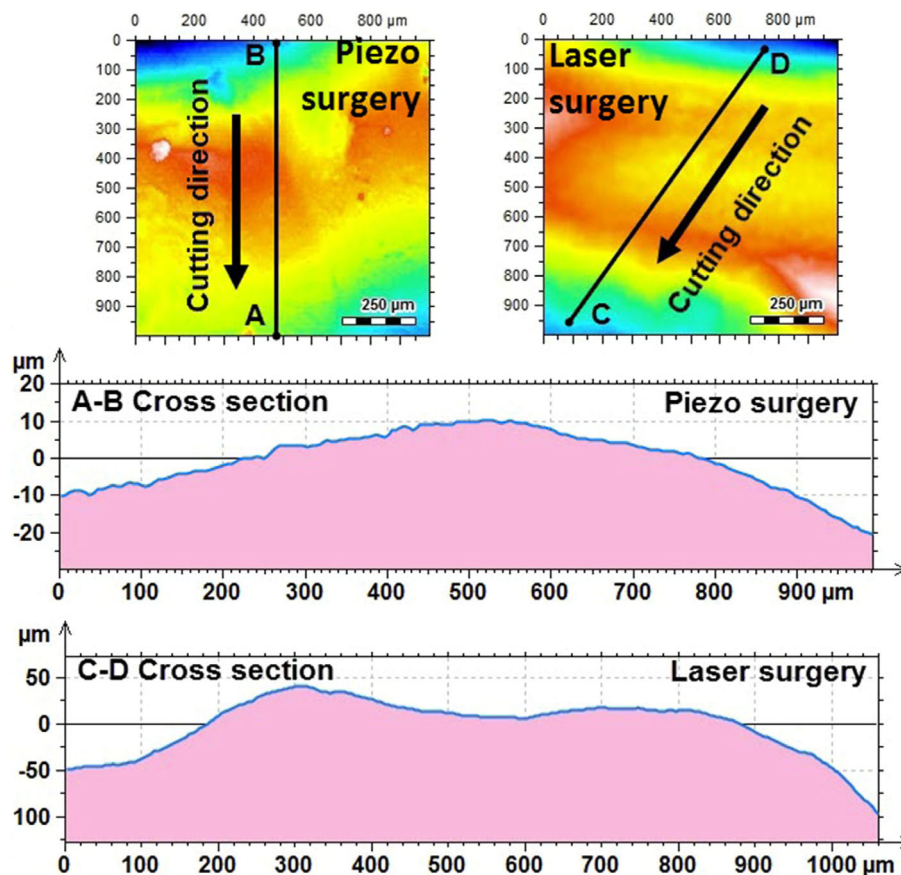 0 200 400 600 800 µm
0 200 400 600 800 µm
0
100
200
300
400
500
600
700
800
900
B
Piezo
surgery
Cutting direction
A
250 µm
0
100
200
300
400
500
600
700
800
900
Laser
surgery
D
Cutting direction
C
250 µm
µm
20
10
0
-10
-20
A-B Cross section
Piezo surgery
0 100 200 300 400 500 600 700 800 900 µm
µm
50
0
-50
100
C-D Cross section
Laser surgery
0 100 200 300 400 500 600 700 800 900 1000 µm